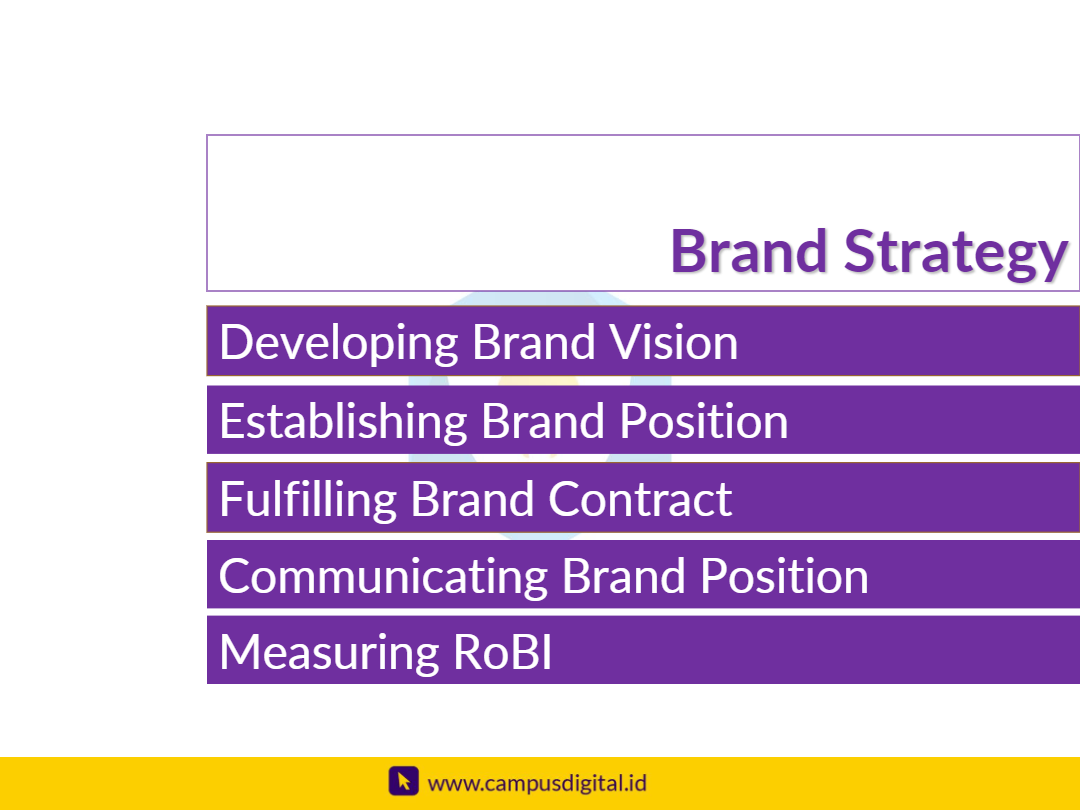 Brand Strategy
Developing Brand Vision
Establishing Brand Position
Fulfilling Brand Contract
Communicating Brand Position
Measuring RoBI
www.campusdigital.id